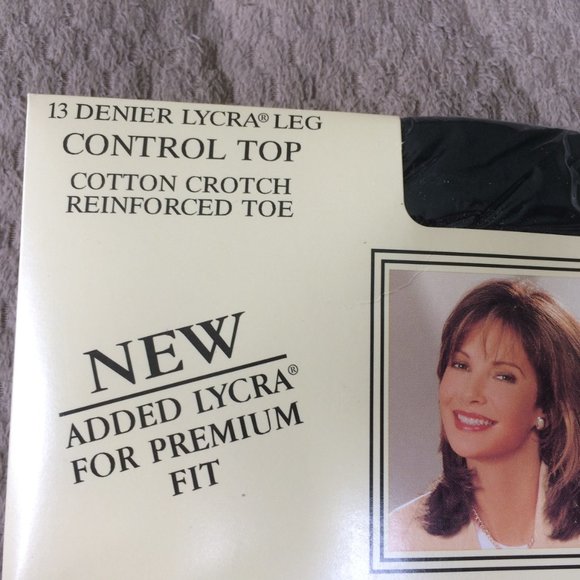 13 DENIER LYCRA® LEG
CONTROL TOP
COTTON CROTCH
REINFORCED TOE
NEW
ADDED LYCRA®
FOR PREMIUM
FIT